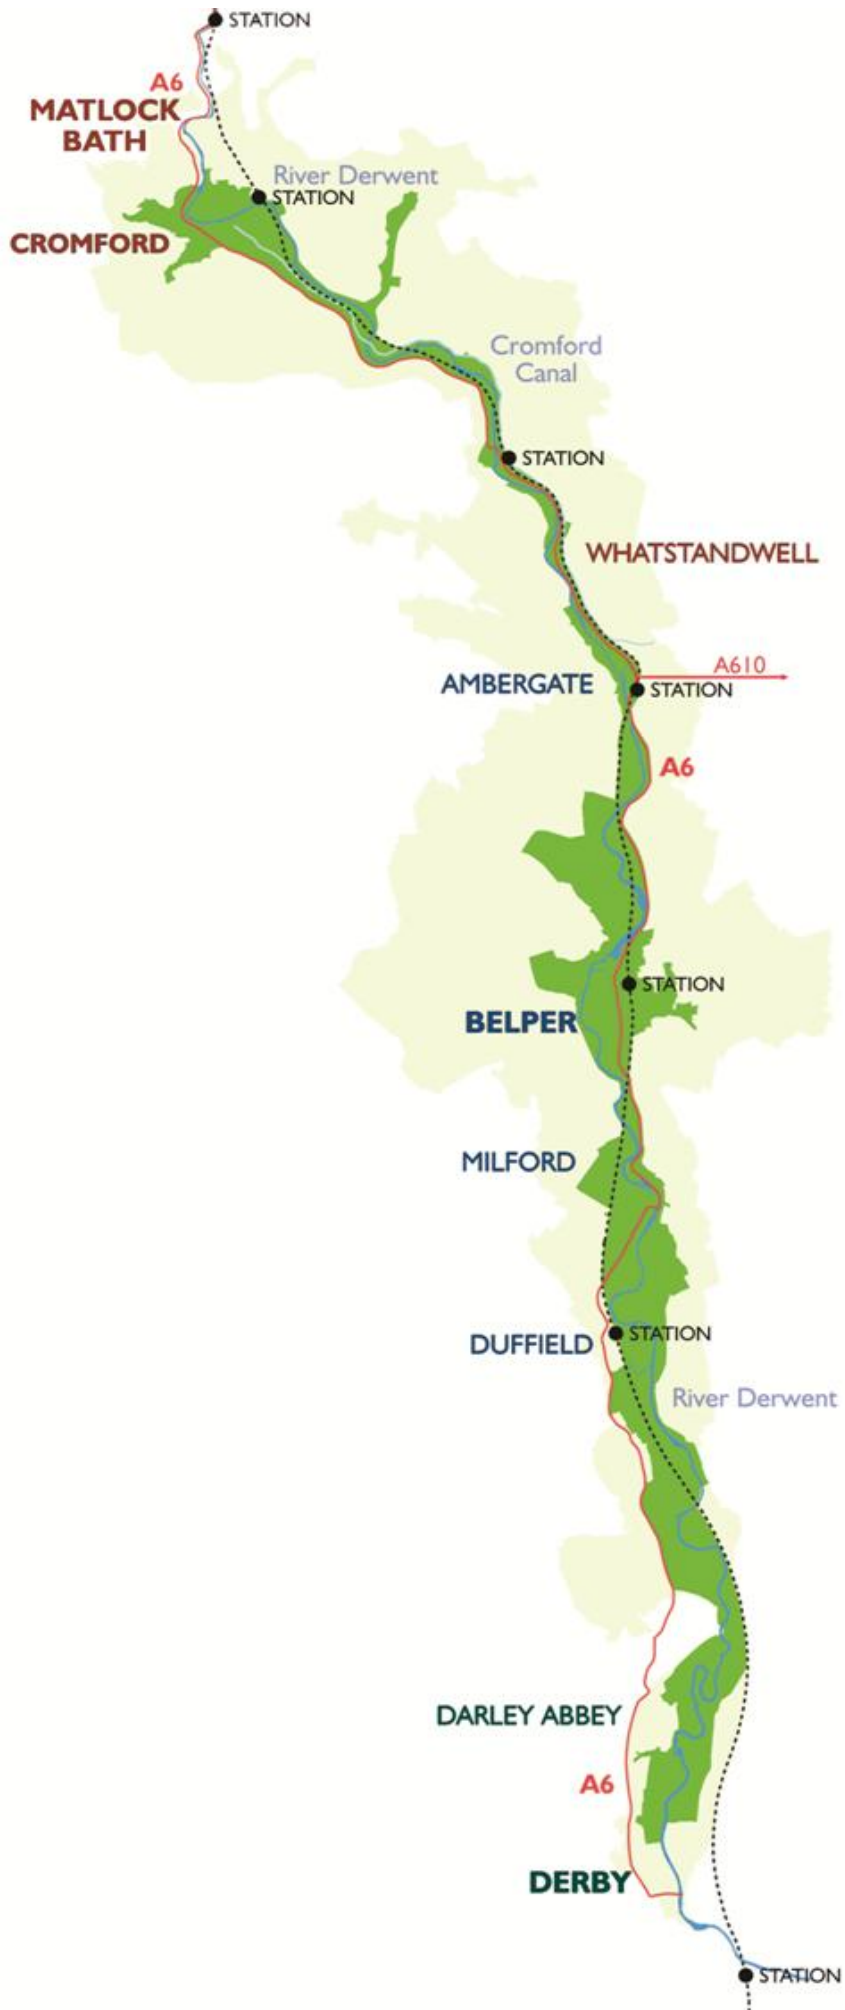 STATION
A6
MATLOCK
BATH
River Derwent
STATION
CROMFORD
Cromford
Canal
STATION
WHATSTANDWELL
A610
AMBERGATE
STATION
A6
STATION
BELPER
MILFORD
STATION
DUFFIELD
River Derwent
DARLEY ABBEY
A6
DERBY
STATION